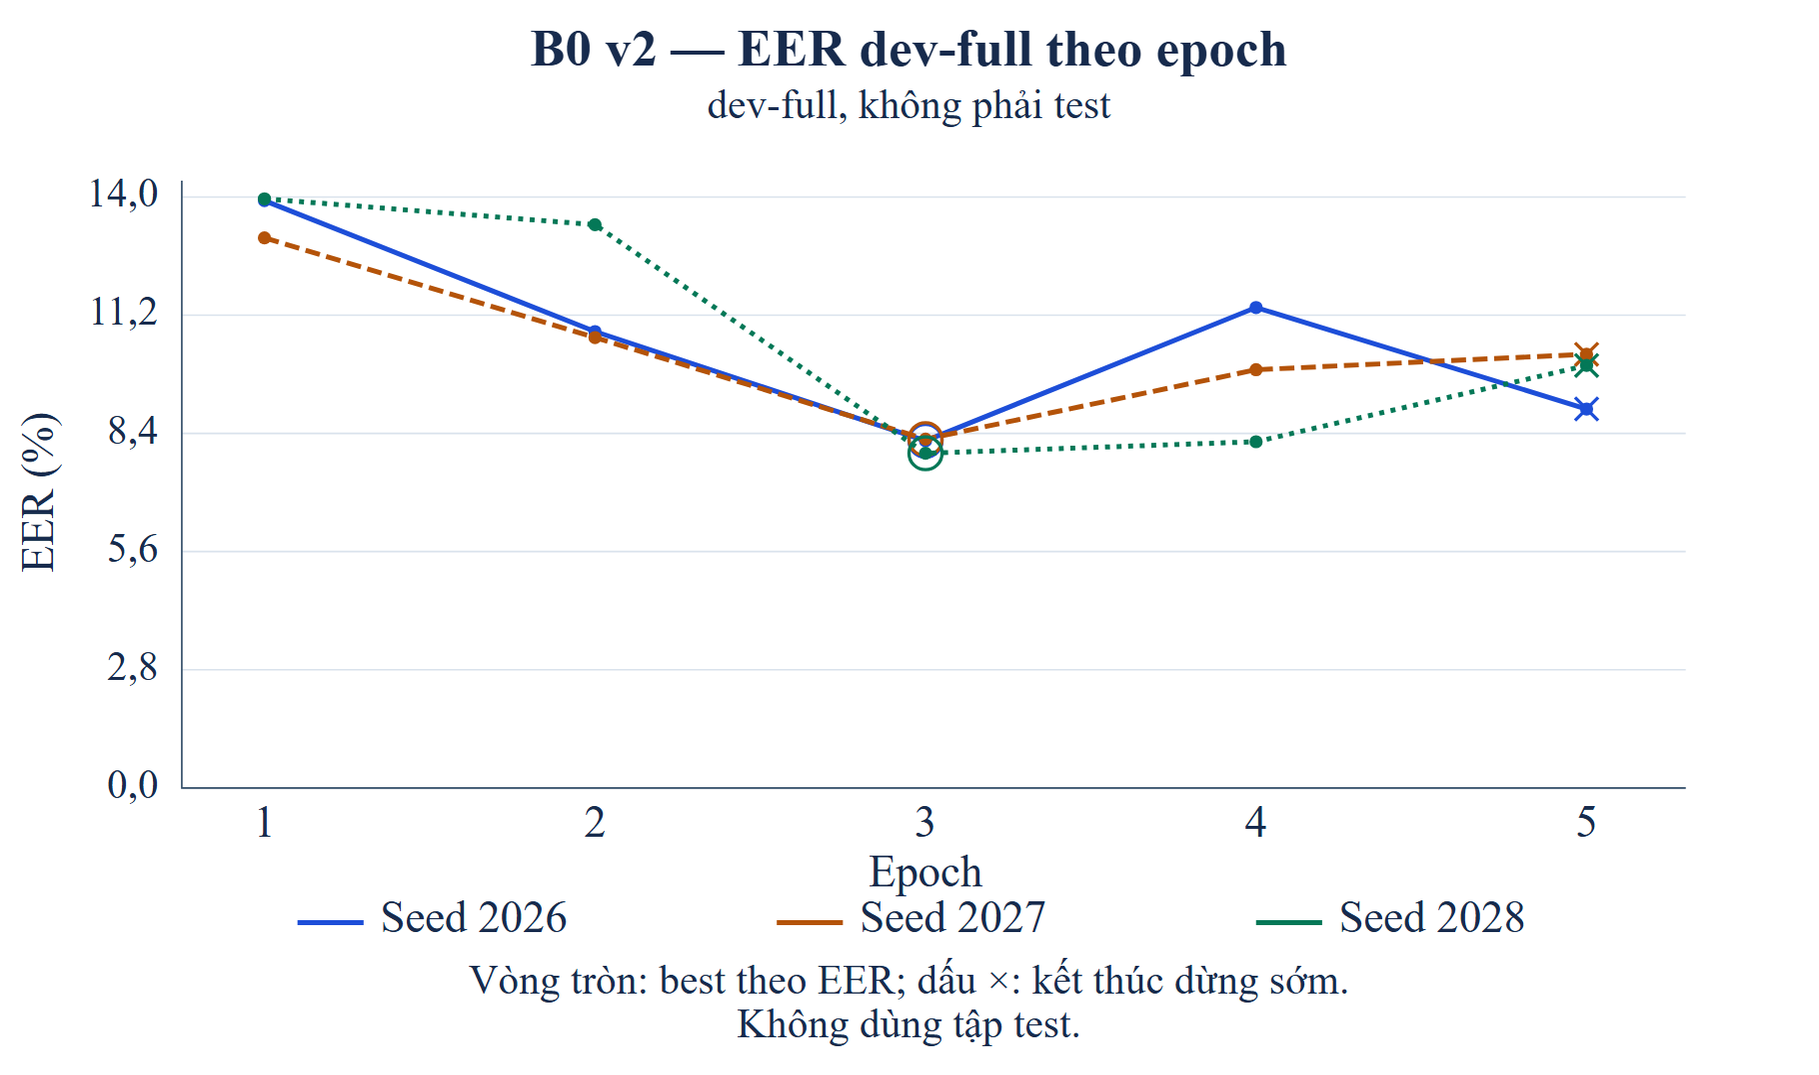 B0 v2 — EER dev-full theo epoch
dev-full, không phải test
14,0
11,2
8,4
5,6
2,8
0,0
EER (%)
1 2 3 4 5
Epoch
Seed 2026 Seed 2027 Seed 2028
Vòng tròn: best theo EER; dấu ×: kết thúc dừng sớm.
Không dùng tập test.